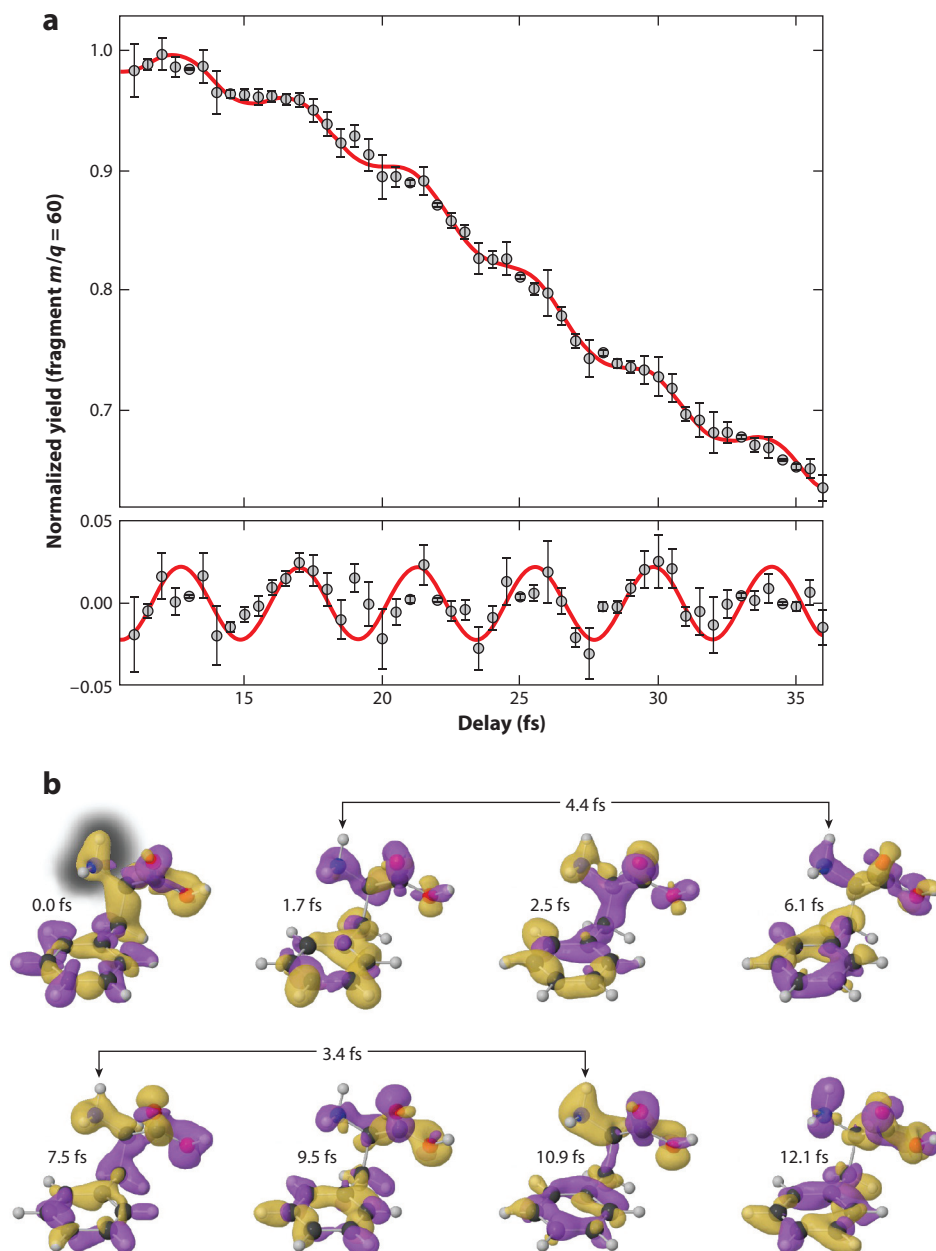 a
Normalized yield (fragment m/q = 60)
1.0
0.9
0.8
0.7
0.05
0.00
−0.05
15 20 25 30 35
Delay (fs)
b
4.4 fs
0.0 fs 1.7 fs 2.5 fs 6.1 fs
3.4 fs
7.5 fs 9.5 fs 10.9 fs 12.1 fs